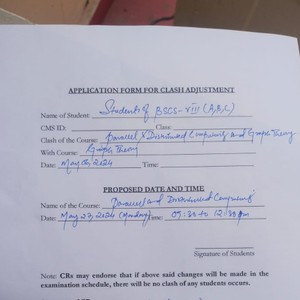 APPLICATION FORM FOR CLASH ADJUSTMENT
Name of Student: Students of BSCS-VIII (A,B,C)
CMS ID: Class:
Clash of the Course: Parallel & Distributed Computing and Graph Theory
With Course: Graph Theory
Date: May 2024 Time:
PROPOSED DATE AND TIME
Name of the Course: Parallel and Distributed Computing
Date: May 27, 2024 (Monday) Time: 09:30 to 12:30 pm
Signature of Students
Note: CRs may endorse that if above said changes will be made in the
examination schedule, there will be no clash of any students occurs.